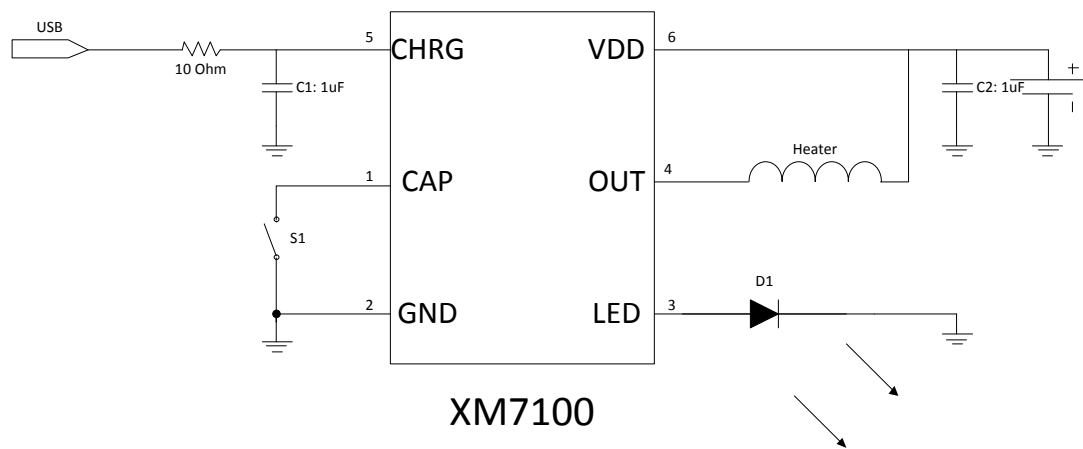 USB
10 Ohm
C1: 1uF
5
CHRG
VDD
6
C2: 1uF
+
-
1
CAP
OUT
4
Heater
S1
2
GND
LED
3
D1
XM7100